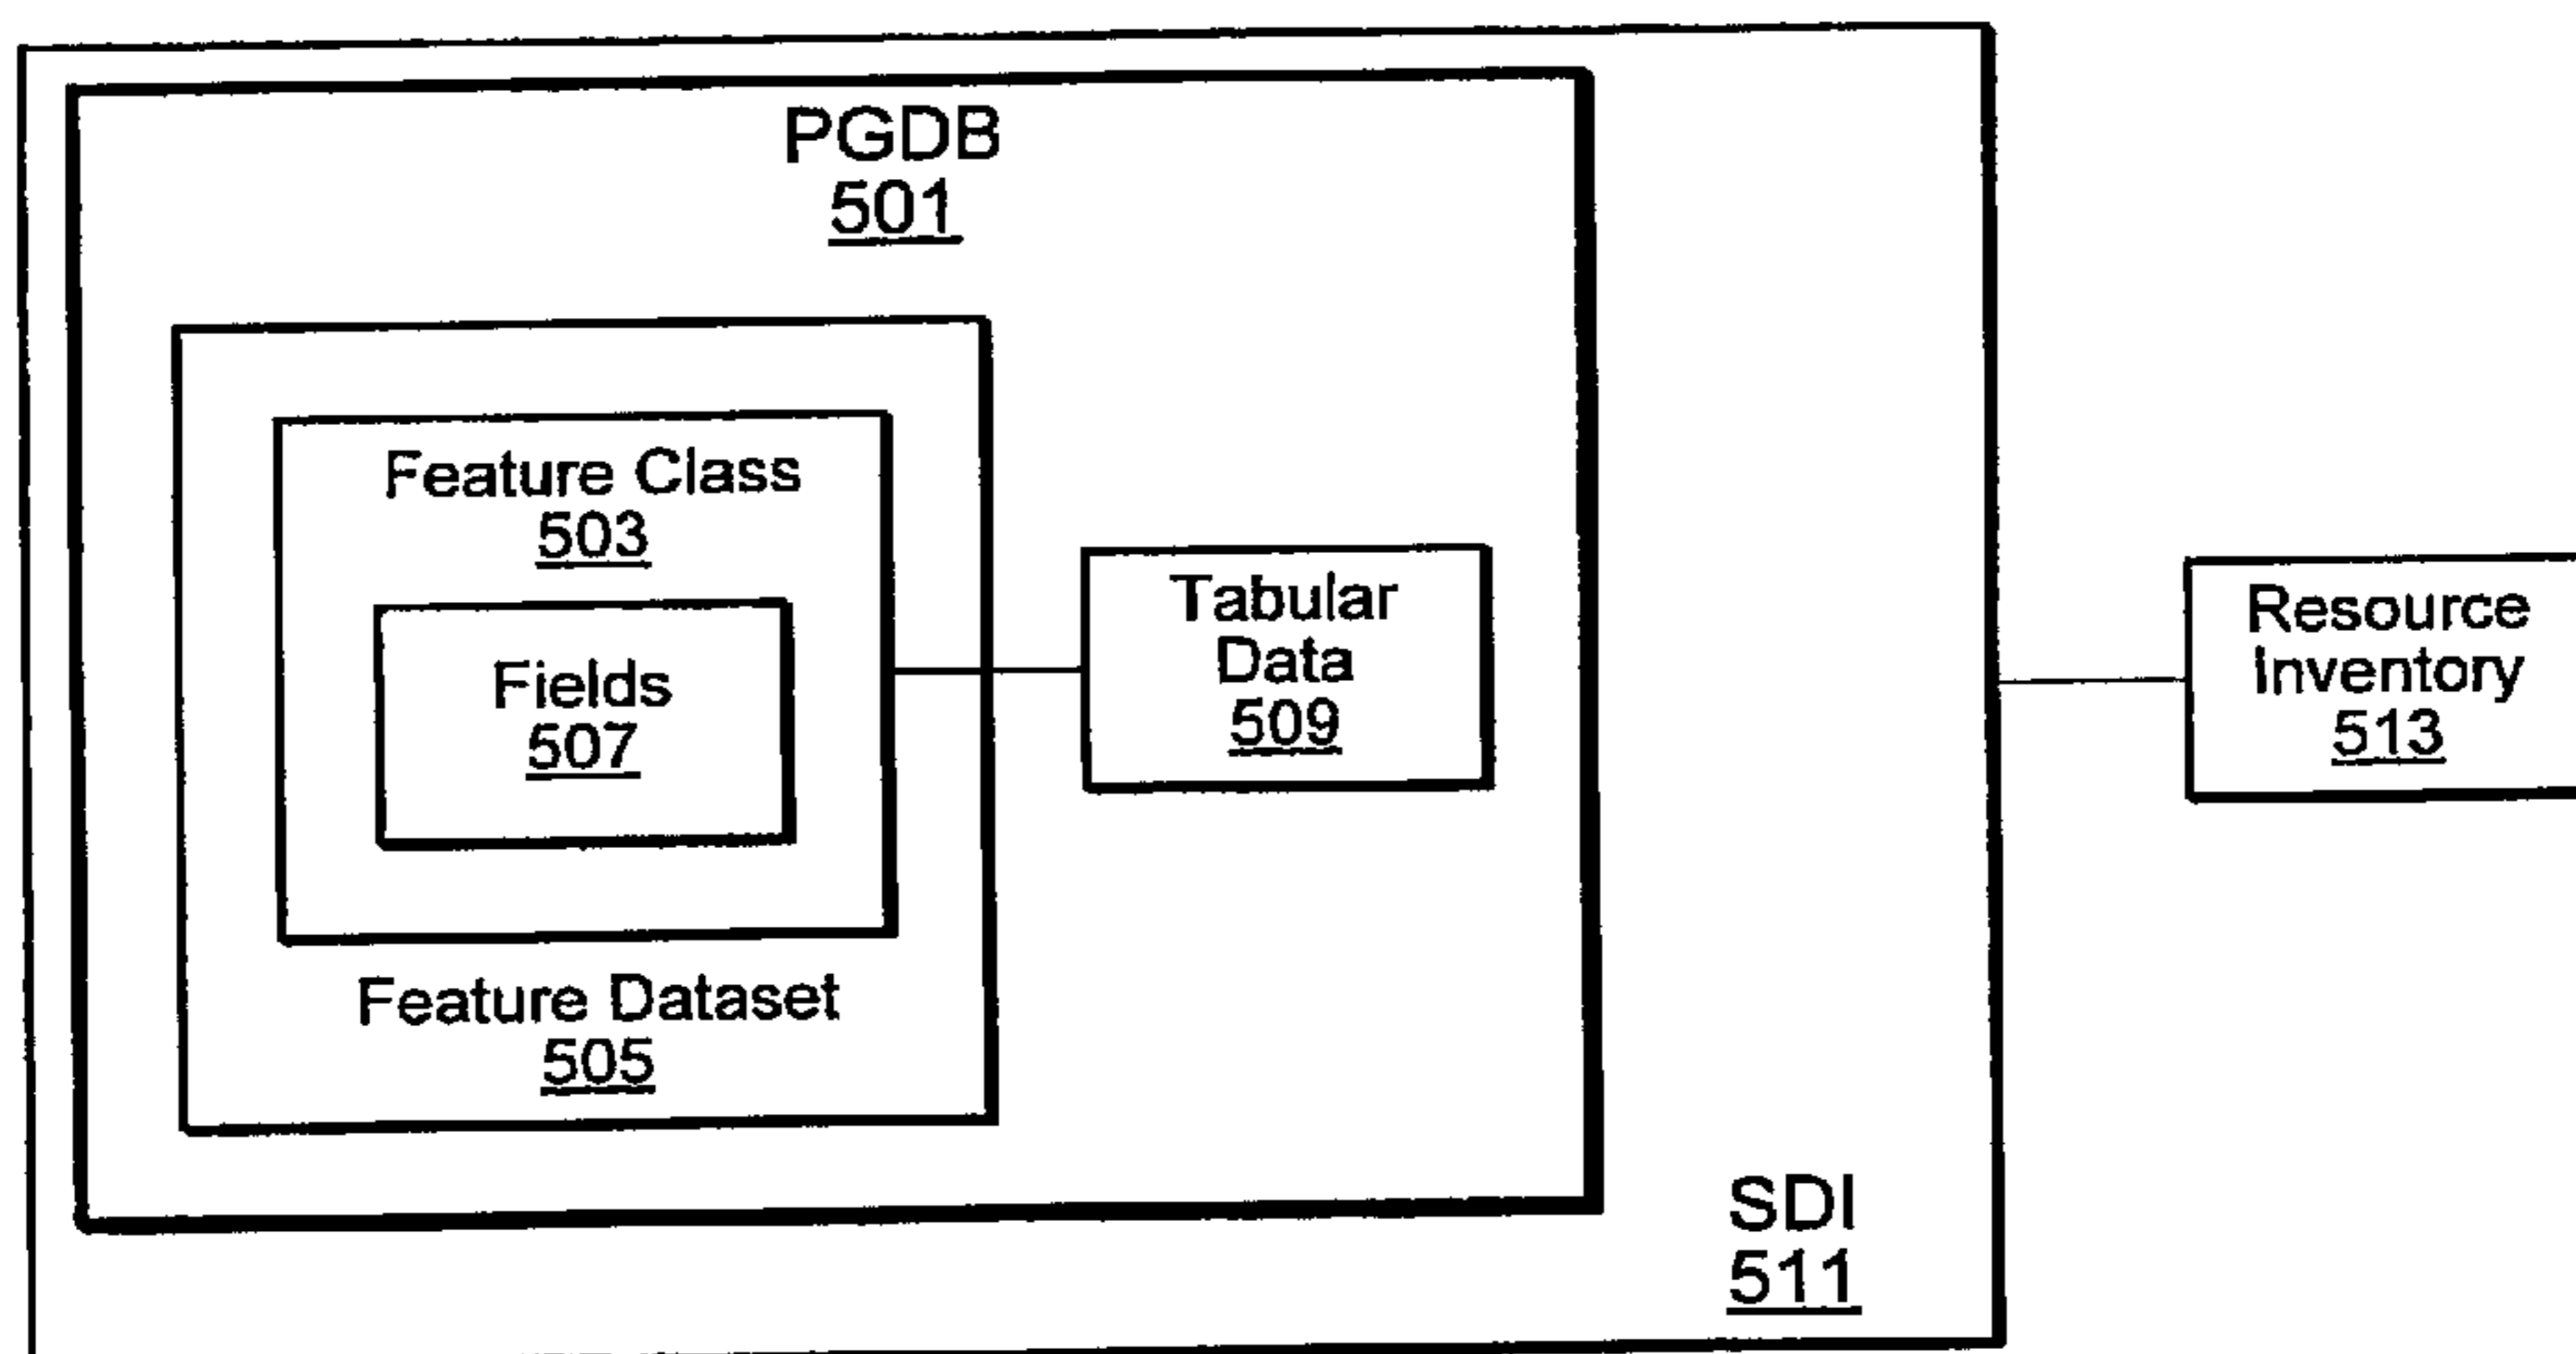 PGDB
501
Feature Class
503
Fields
507
Feature Dataset
505
Tabular
Data
509
SDI
511
Resource
Inventory
513